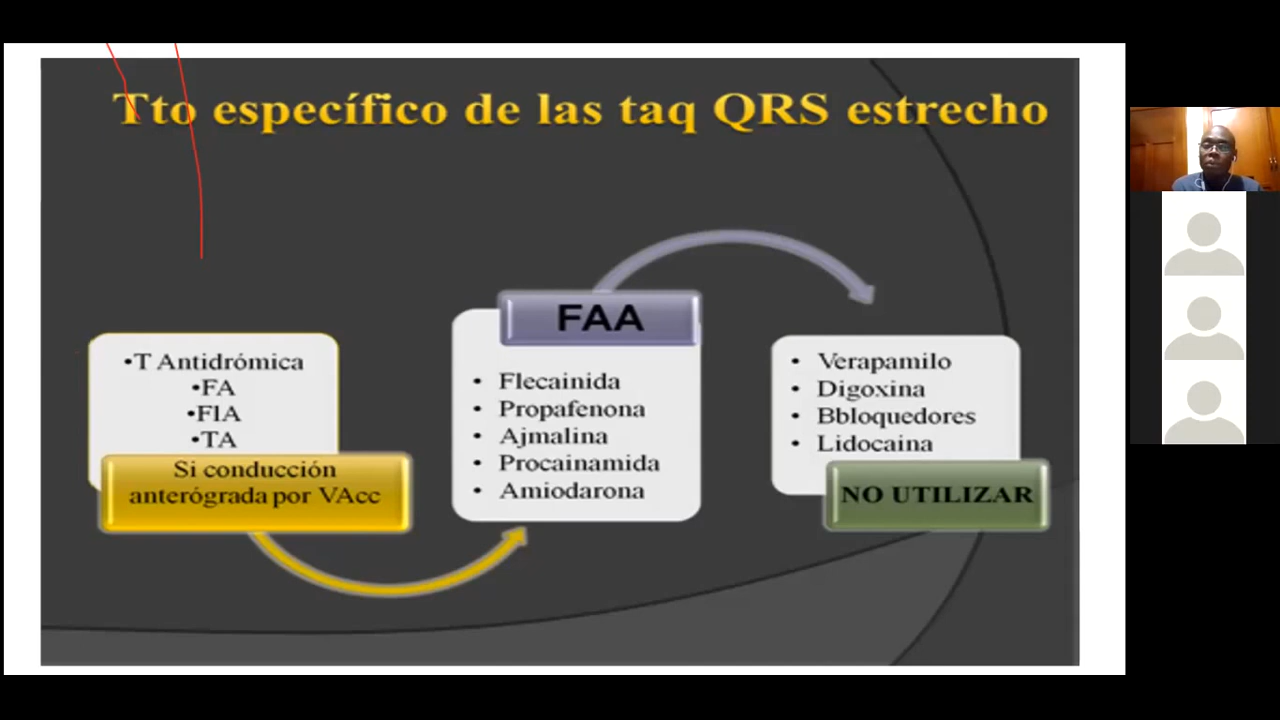 Tto específico de las taq QRS estrecho
•T Antidrómica
•FA
•FlA
•TA
Si conducción
anterógrada por VAcc
FAA
• Flecainida
• Propafenona
• Ajmalina
• Procainamida
• Amiodarona
• Verapamilo
• Digoxina
• Bbloquedores
• Lidocaina
NO UTILIZAR